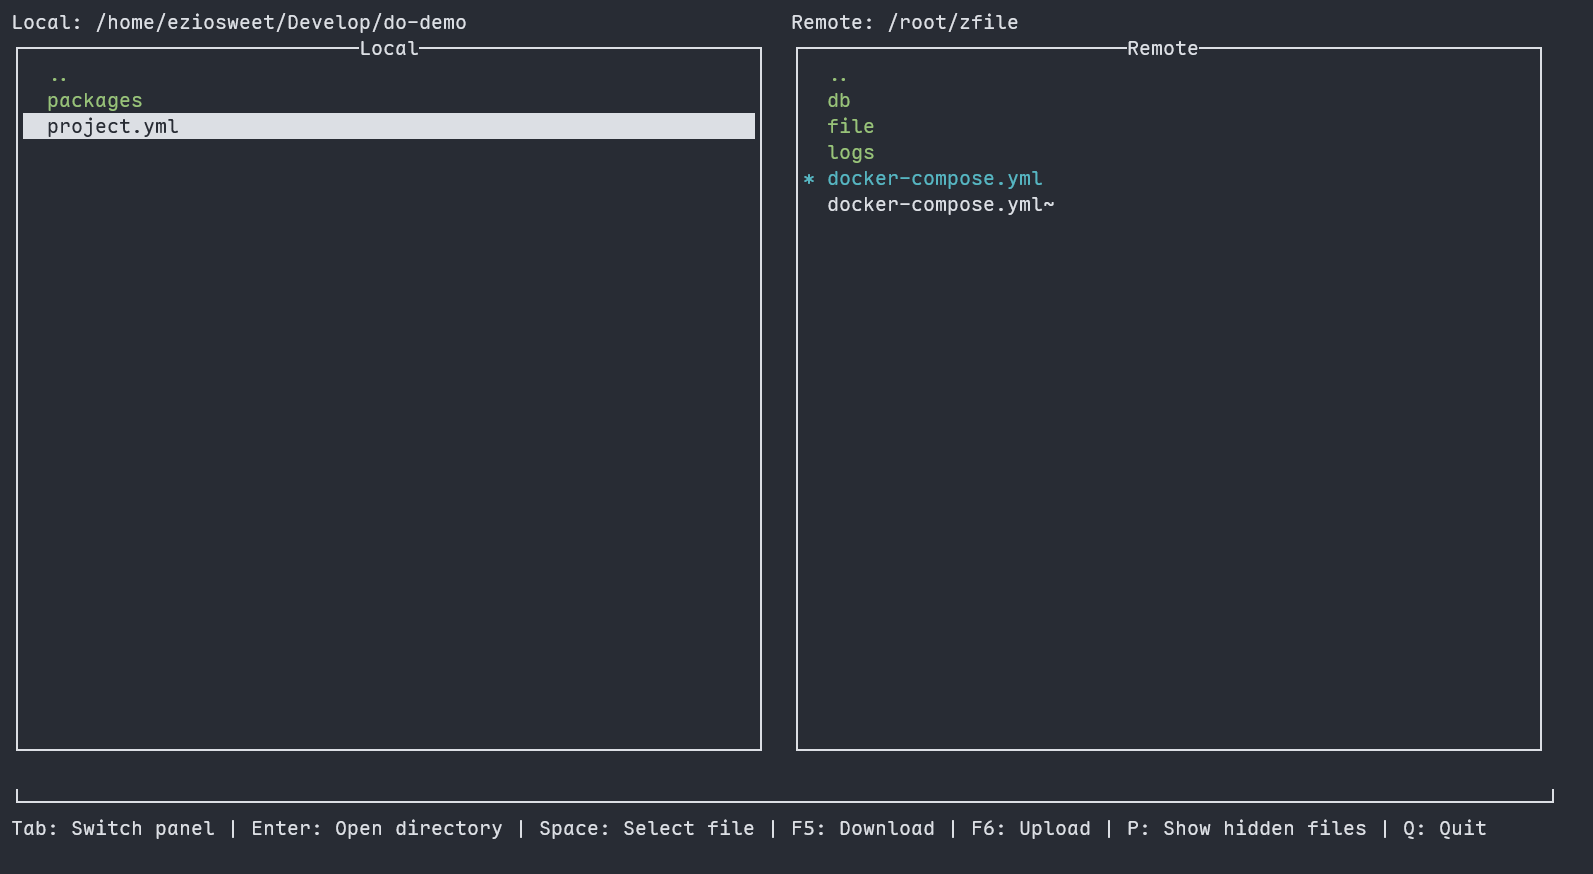 Local: /home/eziosweet/Develop/do-demo
Local
..
packages
project.yml
Remote: /root/zfile
Remote
..
db
file
logs
* docker-compose.yml
docker-compose.yml~
Tab: Switch panel | Enter: Open directory | Space: Select file | F5: Download | F6: Upload | P: Show hidden files | Q: Quit